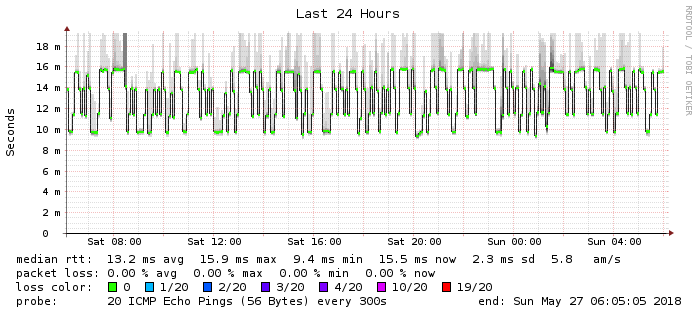 Last 24 Hours
RRDTOOL / TOBI OETIKER
Seconds
18 m
16 m
14 m
12 m
10 m
8 m
6 m
4 m
2 m
0
Sat 08:00 Sat 12:00 Sat 16:00 Sat 20:00 Sun 00:00 Sun 04:00
median rtt: 13.2 ms avg 15.9 ms max 9.4 ms min 15.5 ms now 2.3 ms sd 5.8 am/s
packet loss: 0.00 % avg 0.00 % max 0.00 % min 0.00 % now
loss color: 0 1/20 2/20 3/20 4/20 10/20 19/20
probe: 20 ICMP Echo Pings (56 Bytes) every 300s end: Sun May 27 06:05:05 2018